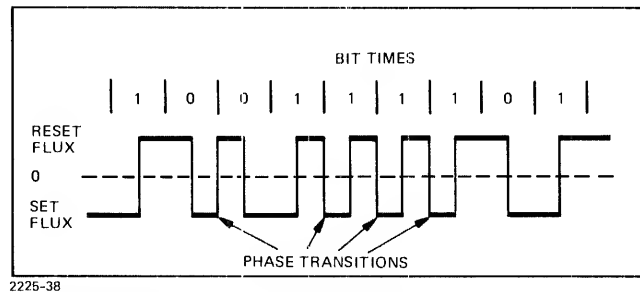 BIT TIMES
1 0 0 1 1 1 1 0 1
RESET
FLUX
0
SET
FLUX
PHASE TRANSITIONS
2225-38